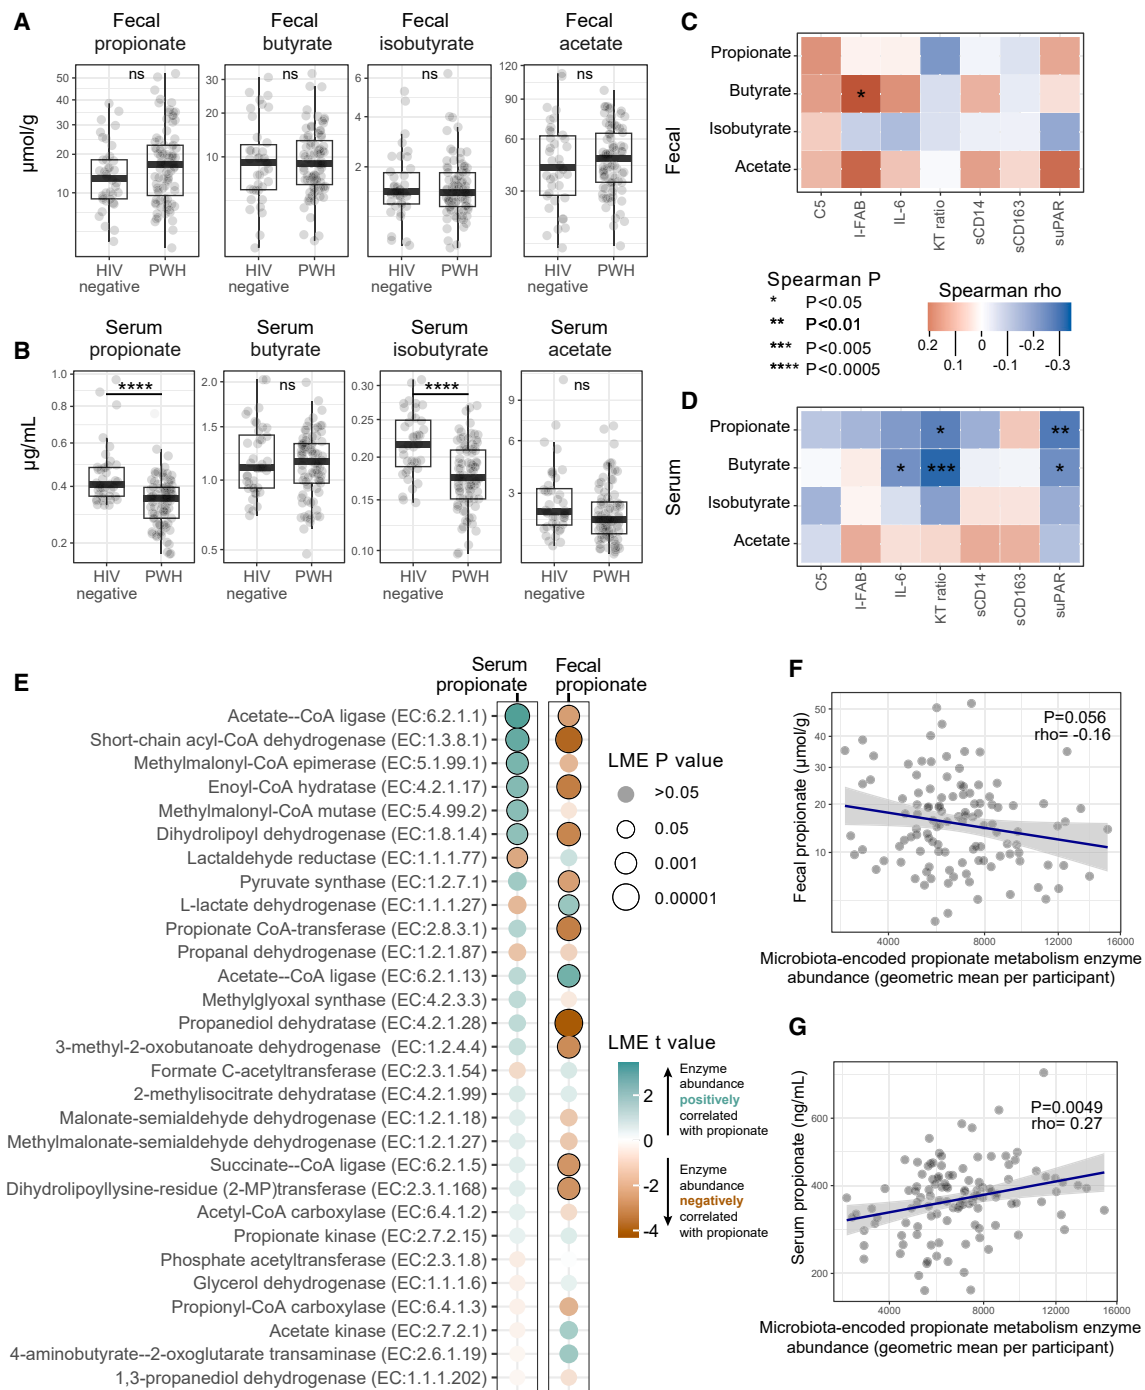 A
Fecal
propionate
Fecal
butyrate
Fecal
isobutyrate
Fecal
acetate
μmol/g
50
40
30
20
10
ns
30
20
10
ns
6
2
ns
120
90
60
30
ns
HIV
negative
PWH
HIV
negative
PWH
HIV
negative
PWH
HIV
negative
PWH
B
Serum
propionate
Serum
butyrate
Serum
isobutyrate
Serum
acetate
μg/mL
1.0
0.8
0.6
0.4
0.2
****
2.0
1.5
1.0
0.5
ns
0.30
0.20
0.15
0.10
****
9
6
3
ns
HIV
negative
PWH
HIV
negative
PWH
HIV
negative
PWH
HIV
negative
PWH
C
Fecal
Propionate
Butyrate
*
Isobutyrate
Acetate
C5
I-FAB
IL-6
KT ratio
sCD14
sCD163
suPAR
Spearman P
* P<0.05
** P<0.01
*** P<0.005
**** P<0.0005
Spearman rho
0.2
0
-0.2
0.1
-0.1
-0.3
D
Serum
Propionate
*
**
Butyrate
*
***
*
Isobutyrate
Acetate
C5
I-FAB
IL-6
KT ratio
sCD14
sCD163
suPAR
E
Serum
propionate
Fecal
propionate
Acetate--CoA ligase (EC:6.2.1.1)
Short-chain acyl-CoA dehydrogenase (EC:1.3.8.1)
Methylmalonyl-CoA epimerase (EC:5.1.99.1)
Enoyl-CoA hydratase (EC:4.2.1.17)
Methylmalonyl-CoA mutase (EC:5.4.99.2)
Dihydrolipoyl dehydrogenase (EC:1.8.1.4)
Lactaldehyde reductase (EC:1.1.1.77)
Pyruvate synthase (EC:1.2.7.1)
L-lactate dehydrogenase (EC:1.1.1.27)
Propionate CoA-transferase (EC:2.8.3.1)
Propanal dehydrogenase (EC:1.2.1.87)
Acetate--CoA ligase (EC:6.2.1.13)
Methylglyoxal synthase (EC:4.2.3.3)
Propanediol dehydratase (EC:4.2.1.28)
3-methyl-2-oxobutanoate dehydrogenase (EC:1.2.4.4)
Formate C-acetyltransferase (EC:2.3.1.54)
2-methylisocitrate dehydratase (EC:4.2.1.99)
Malonate-semialdehyde dehydrogenase (EC:1.2.1.18)
Methylmalonate-semialdehyde dehydrogenase (EC:1.2.1.27)
Succinate--CoA ligase (EC:6.2.1.5)
Dihydrolipoyllysine-residue (2-MP)transferase (EC:2.3.1.168)
Acetyl-CoA carboxylase (EC:6.4.1.2)
Propionate kinase (EC:2.7.2.15)
Phosphate acetyltransferase (EC:2.3.1.8)
Glycerol dehydrogenase (EC:1.1.1.6)
Propionyl-CoA carboxylase (EC:6.4.1.3)
Acetate kinase (EC:2.7.2.1)
4-aminobutyrate--2-oxoglutarate transaminase (EC:2.6.1.19)
1,3-propanediol dehydrogenase (EC:1.1.1.202)
LME P value
>0.05
0.05
0.001
0.00001
LME t value
2
0
-2
-4
Enzyme
abundance
positively
correlated
with propionate
Enzyme
abundance
negatively
correlated
with propionate
F
Fecal propionate (μmol/g)
50
40
30
20
10
P=0.056
rho= -0.16
4000
8000
12000
16000
Microbiota-encoded propionate metabolism enzyme
abundance (geometric mean per participant)
G
Serum propionate (ng/mL)
600
400
200
P=0.0049
rho= 0.27
4000
8000
12000
16000
Microbiota-encoded propionate metabolism enzyme
abundance (geometric mean per participant)